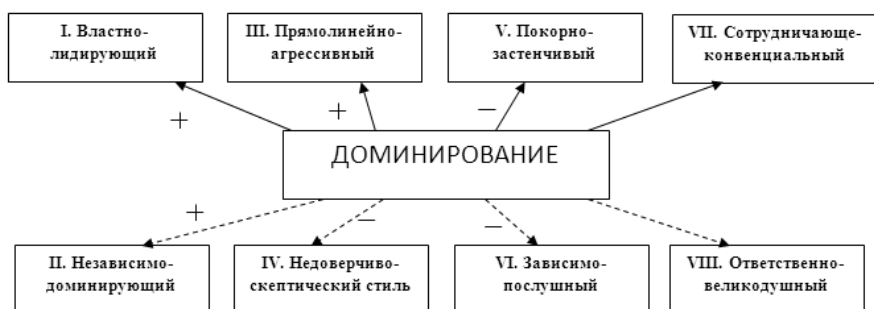 I. Властно-
лидирующий
III. Прямолинейно-
агрессивный
V. Покорно-
застенчивый
VII. Сотрудничающе-
конвенциальный
+
+
–
ДОМИНИРОВАНИЕ
+
–
–
II. Независимо-
доминирующий
IV. Недоверчиво-
скептический стиль
VI. Зависимо-
послушный
VIII. Ответственно-
великодушный